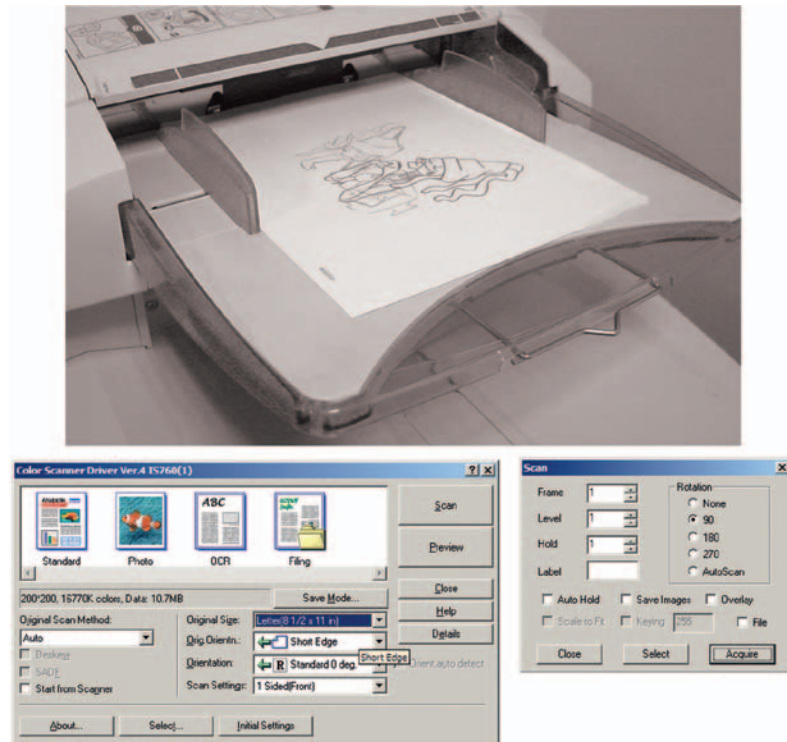 Color Scanner Driver Ver.4 IS760(1)
Standard
Photo
ABC
OCR
Filing
Scan
Preview
200*200, 16770K colors, Data: 10.7MB
Save Mode...
Close
Help
Details
Original Scan Method:
Auto
Deskew
SADF
Start from Scanner
Original Size:
Letter(8 1/2 x 11 in)
Orig.Orientn.:
Short Edge
Short Edge
Orientation:
R
Standard 0 deg.
Orient.auto detect
Scan Settings:
1 Sided(Front)
About...
Select...
Initial Settings
Scan
Frame
1
Level
1
Hold
1
Label
Rotation
None
90
180
270
AutoScan
Auto Hold
Save Images
Overlay
Scale to Fit
Keying
255
File
Close
Select
Acquire